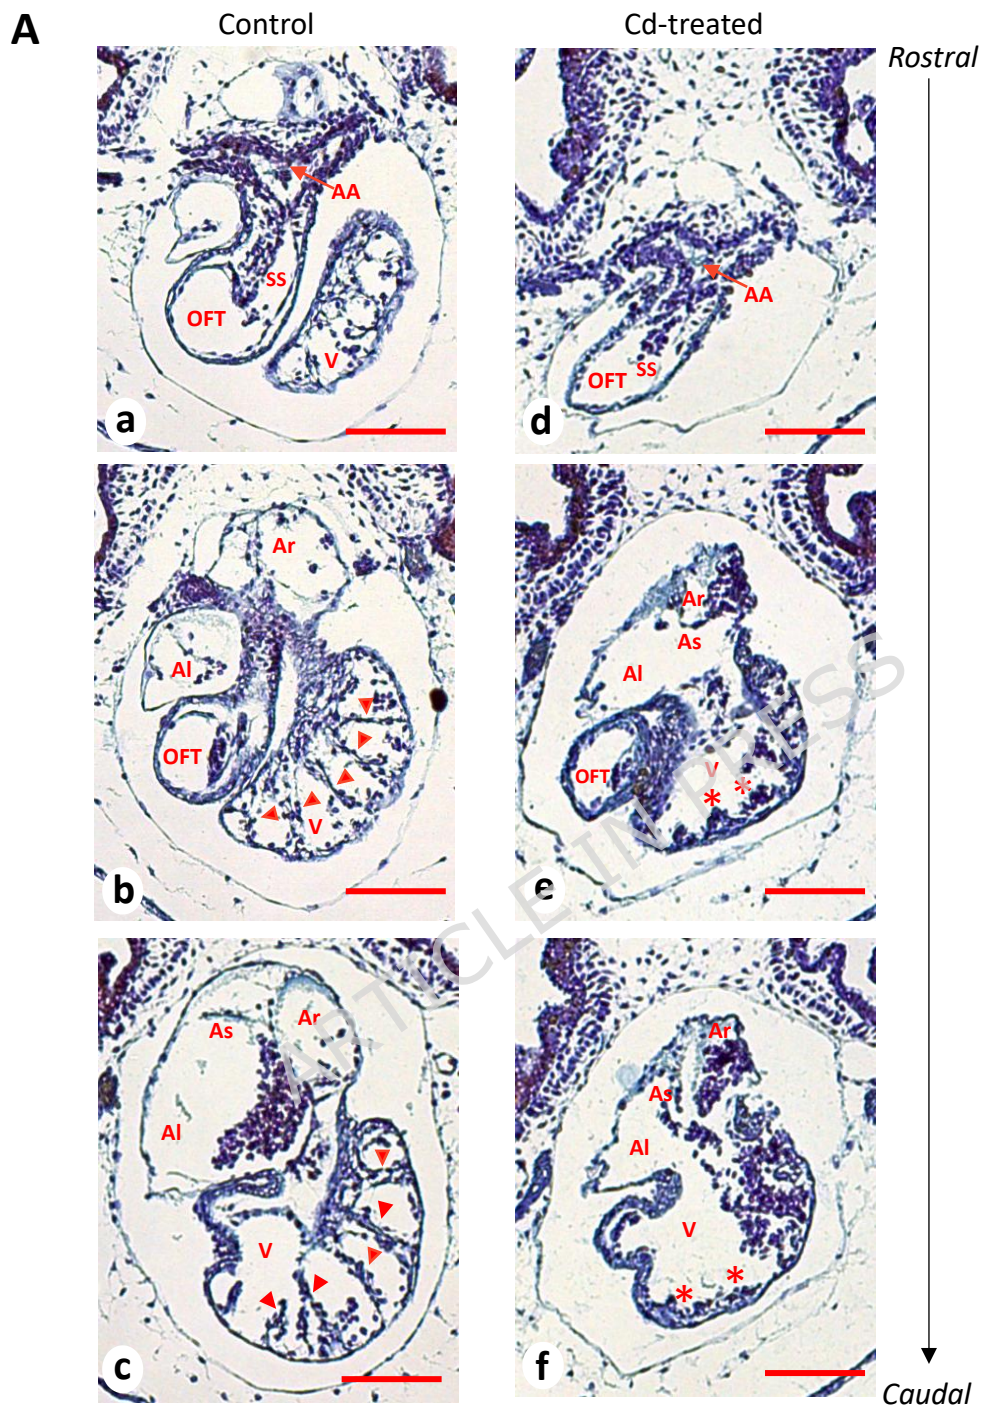 A
Control
Cd-treated
Rostral
AA
SS
OFT
V
a
AA
SS
OFT
d
Ar
Al
OFT
V
b
Ar
As
Al
V
OFT
* *
e
As
Ar
Al
V
c
Ar
As
Al
V
* *
f
Caudal
ARTICLE IN PRESS